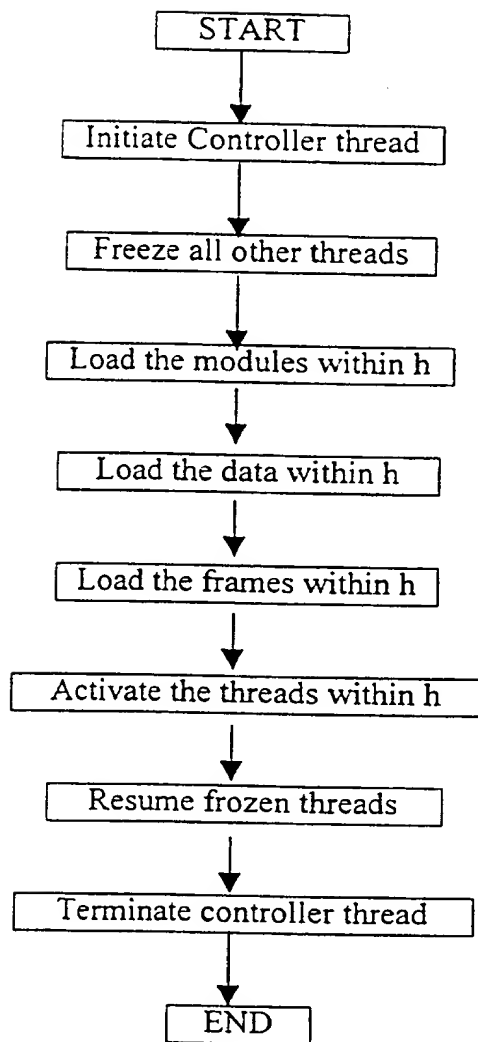 START
Initiate Controller thread
Freeze all other threads
Load the modules within h
Load the data within h
Load the frames within h
Activate the threads within h
Resume frozen threads
Terminate controller thread
END